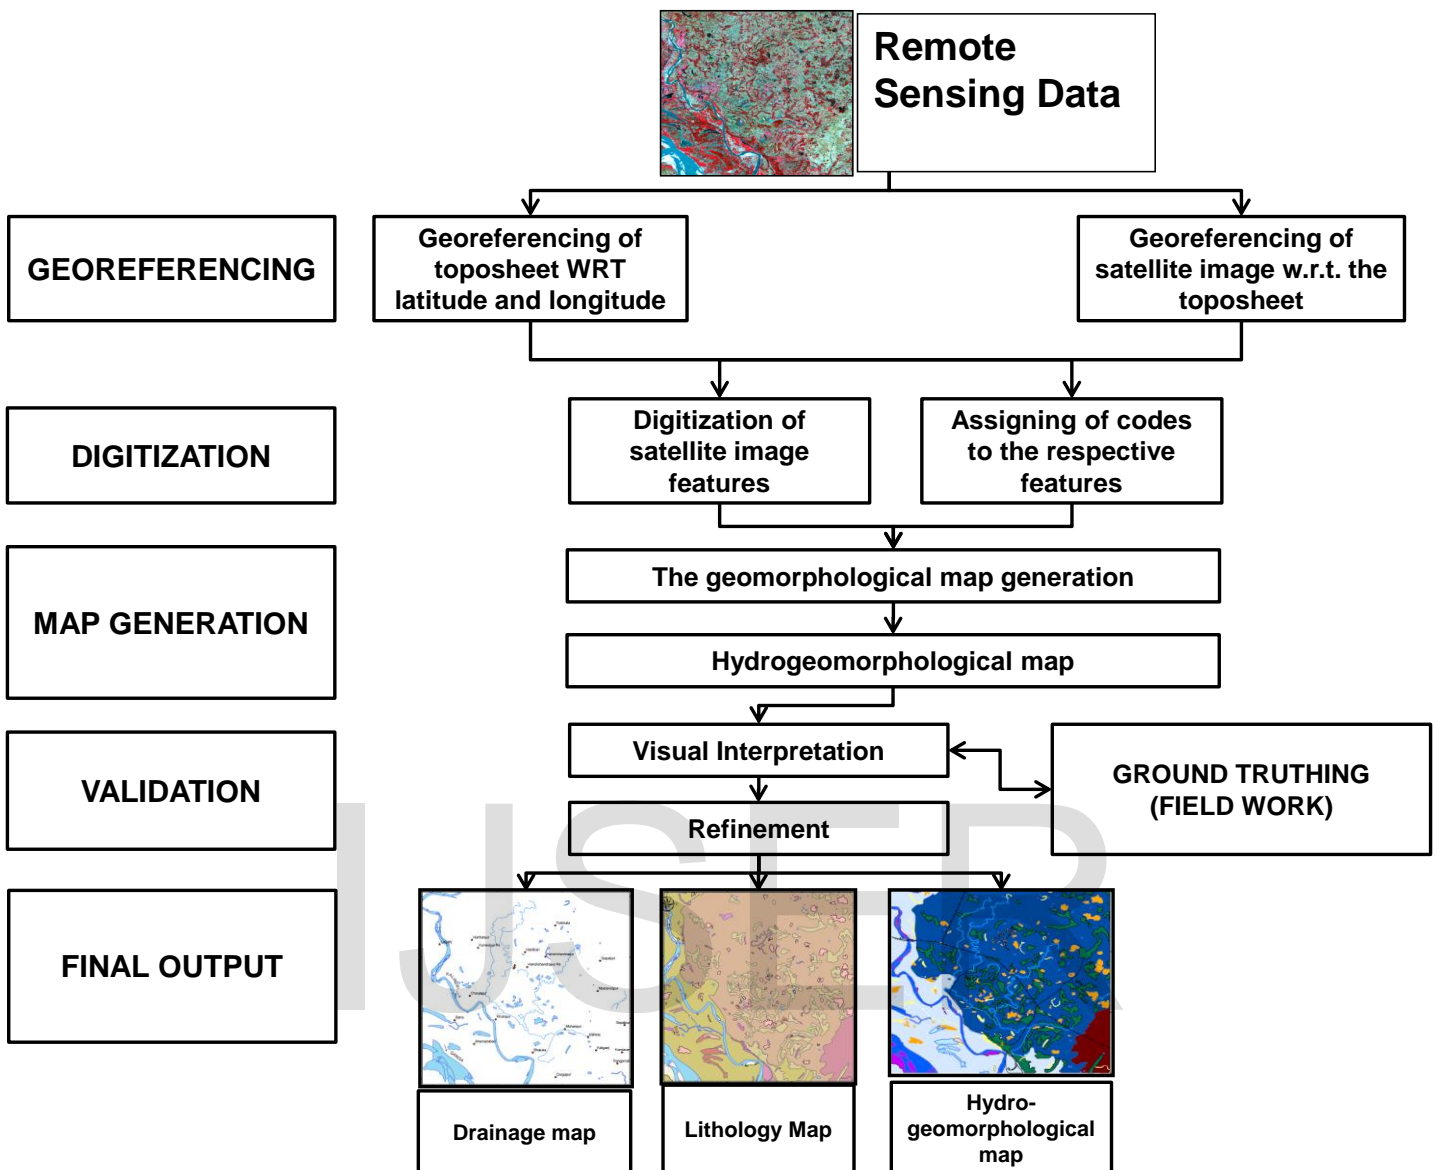 Remote
Sensing Data
GEOREFERENCING
Georeferencing of
toposheet WRT
latitude and longitude
Georeferencing of
satellite image w.r.t. the
toposheet
DIGITIZATION
Digitization of
satellite image
features
Assigning of codes
to the respective
features
MAP GENERATION
The geomorphological map generation
Hydrogeomorphological map
VALIDATION
Visual Interpretation
GROUND TRUTHING
(FIELD WORK)
Refinement
FINAL OUTPUT
IJSER
Drainage map
Lithology Map
Hydro-
geomorphological
map